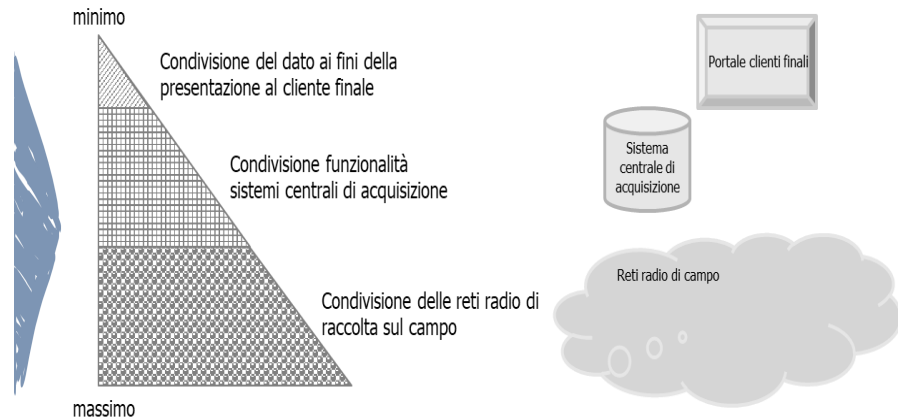 minimo
Condivisione del dato ai fini della
presentazione al cliente finale
Portale clienti finali
Condivisione funzionalità
sistemi centrali di acquisizione
Sistema
centrale di
acquisizione
Condivisione delle reti radio di
raccolta sul campo
Reti radio di campo
massimo